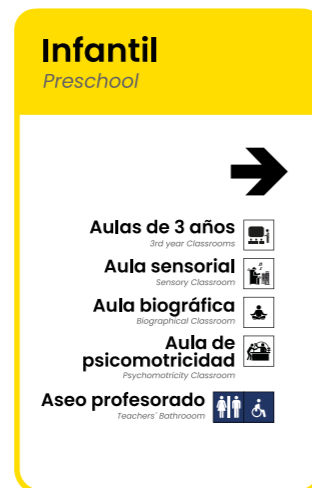 Infantil
Preschool
Aulas de 3 años
3rd year Classrooms
Aula sensorial
Sensory Classroom
Aula biográfica
Biographical Classroom
Aula de
psicomotricidad
Psychomotricity Classroom
Aseo profesorado
Teachers´ Bathrooom